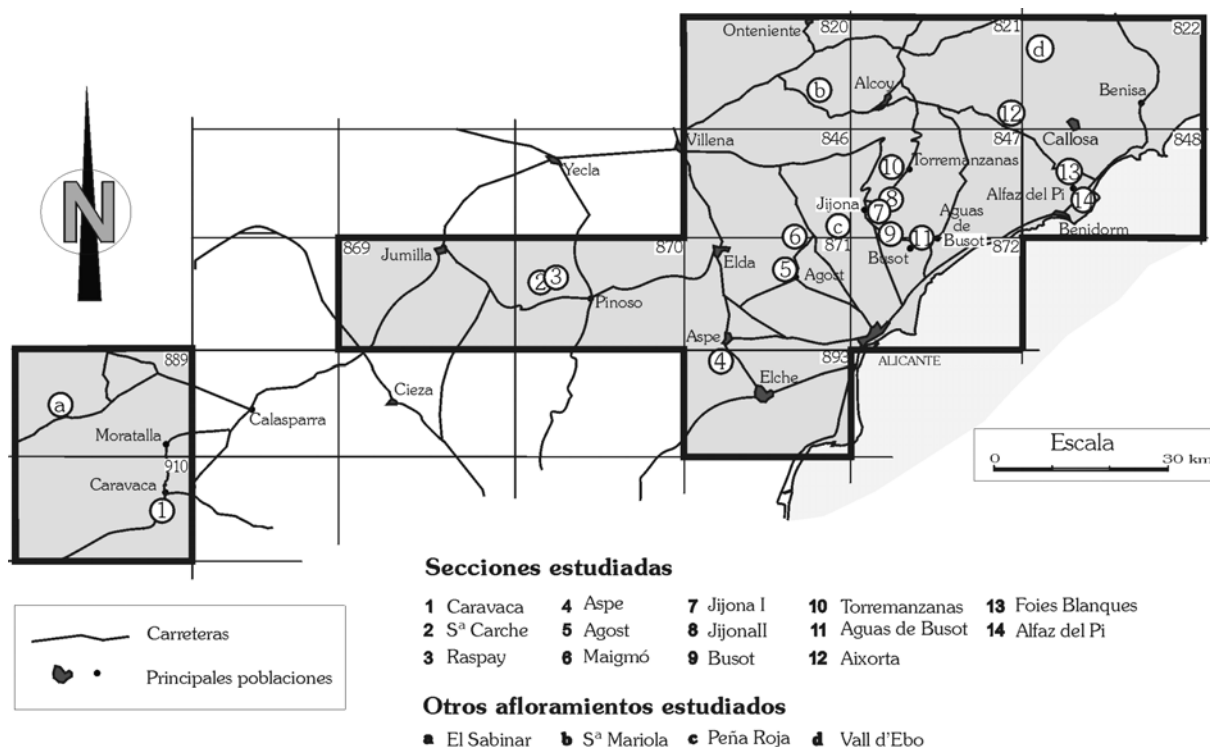 Onteniente
820
821
822
d
b
Alcoy
Benisa
12
Callosa
Villena
846
847
848
Yecla
10
Torremanzanas
13
Alfaz del Pi
14
8
Jijona
7
c
Aguas de Busot
9
11
6
Benidorm
869
870
871
872
Jumilla
Elda
Busot
5
Agost
2
3
Pinoso
Aspe
893
ALICANTE
4
Elche
889
a
Cieza
Calasparra
Moratalla
910
Caravaca
1
N
Escala
0 30 km
Carreteras
Principales poblaciones
Secciones estudiadas
1 Caravaca 4 Aspe 7 Jijona I 10 Torremanzanas 13 Foies Blanques
2 Sª Carche 5 Agost 8 JijonaII 11 Aguas de Busot 14 Alfaz del Pi
3 Raspay 6 Maigmó 9 Busot 12 Aixorta
Otros afloramientos estudiados
a El Sabinar b Sª Mariola c Peña Roja d Vall d'Ebo